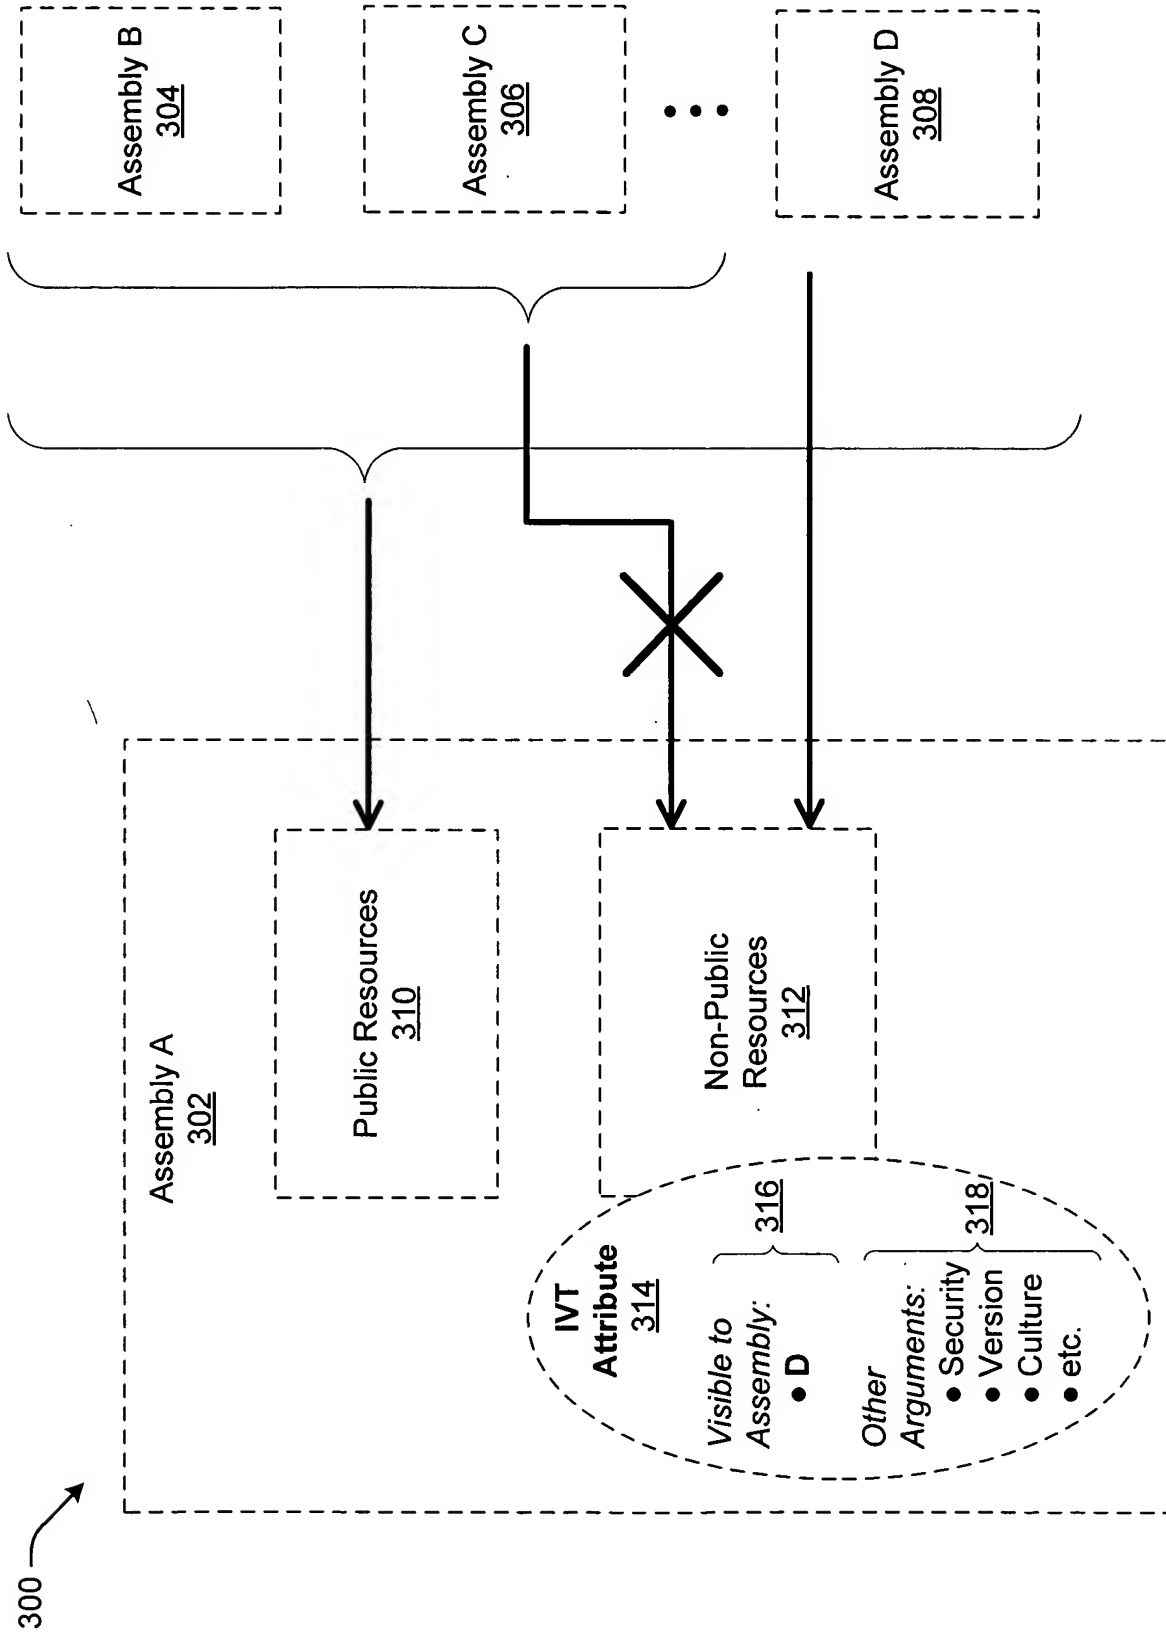 300
Assembly A
302
Public Resources
310
Non-Public
Resources
312
IVT
Attribute
314
Visible to
Assembly:
• D
316
Other
Arguments:
• Security
• Version
• Culture
• etc.
318
Assembly B
304
Assembly C
306
Assembly D
308